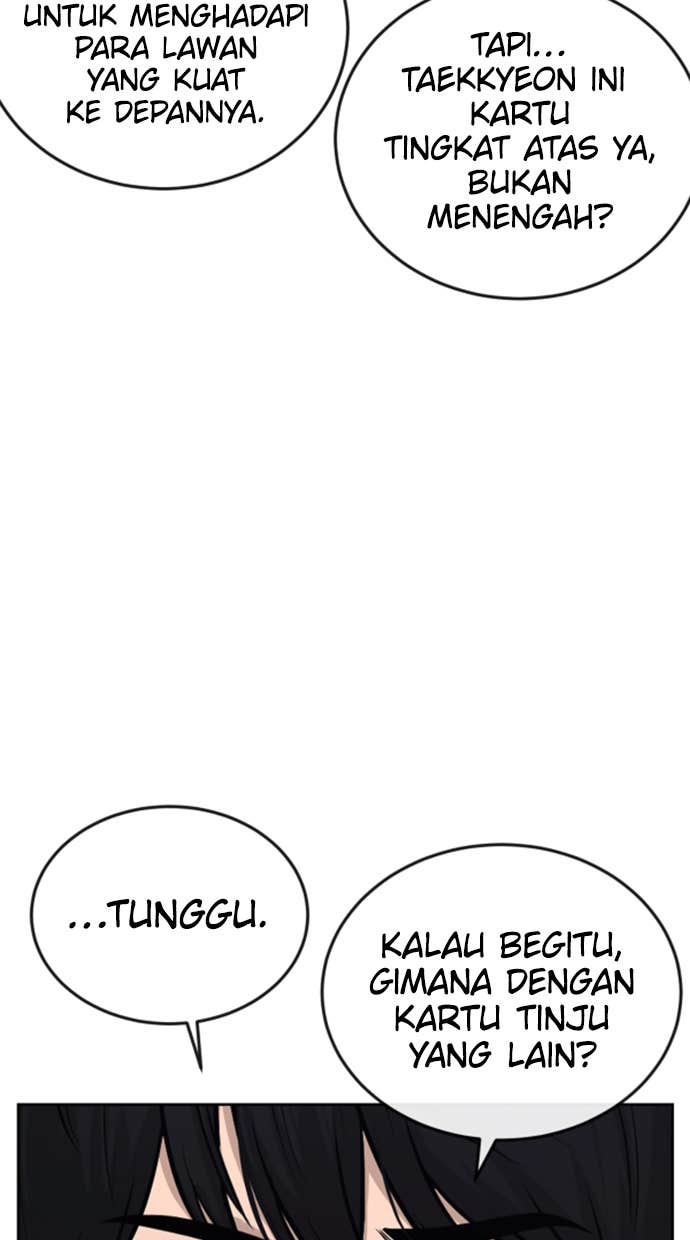 UNTUK MENGHADAPI
PARA LAWAN
YANG KUAT
KE DEPANNYA.
TAPI...
TAEKKYEON INI
KARTU
TINGKAT ATAS YA,
BUKAN
MENENGAH?
...TUNGGU.
KALAU BEGITU,
GIMANA DENGAN
KARTU TINJU
YANG LAIN?